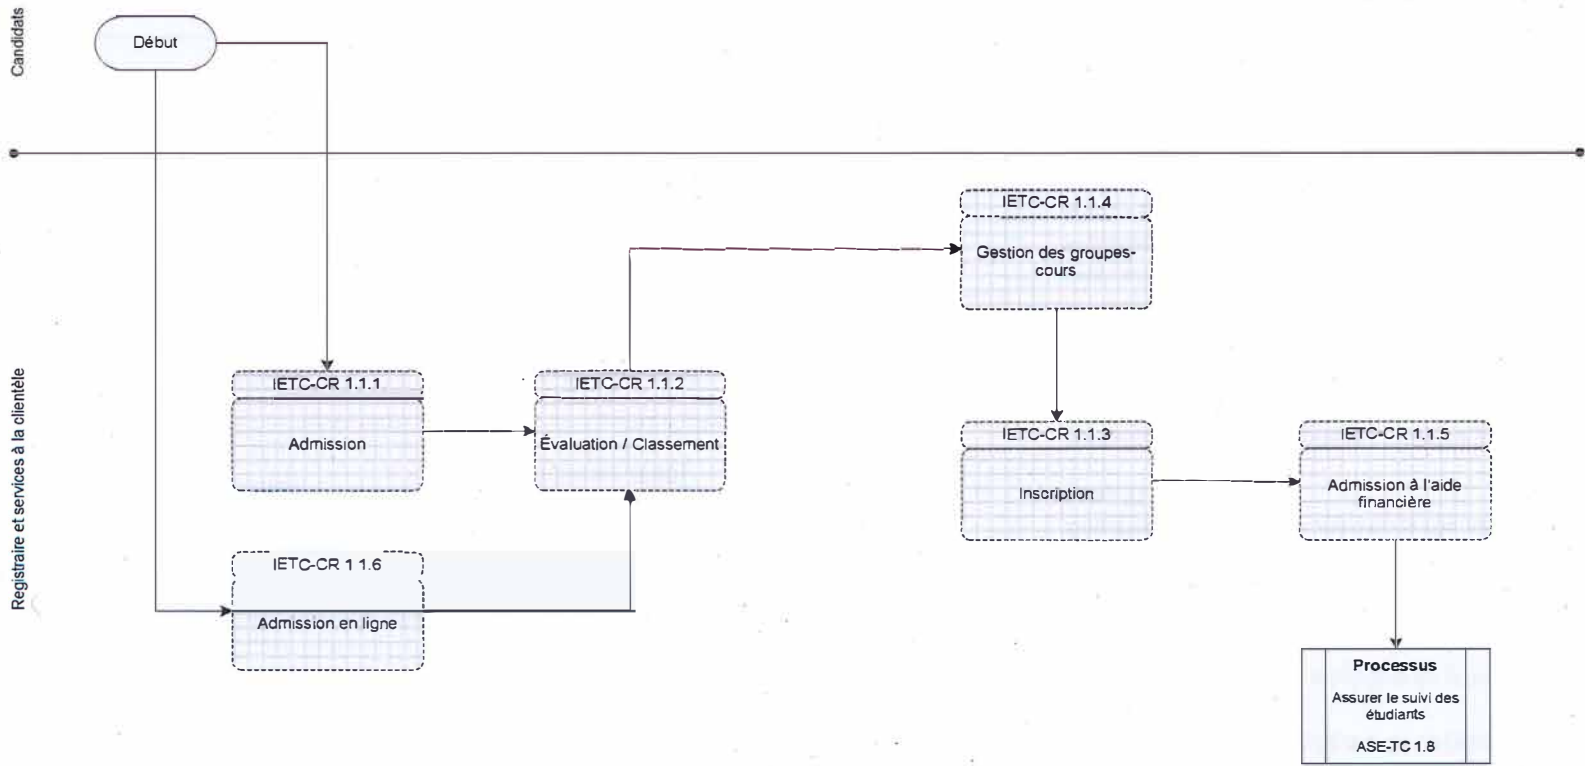 Candidats
Début
Registraire et services à la clientèle
IETC-CR 1.1.4
Gestion des groupes-
cours
IETC-CR 1.1.1
Admission
IETC-CR 1.1.2
Évaluation / Classement
IETC-CR 1.1.3
Inscription
IETC-CR 1.1.5
Admission à l'aide
financière
IETC-CR 1 1.6
Admission en ligne
Processus
Assurer le suivi des
étudiants
ASE-TC 1.8